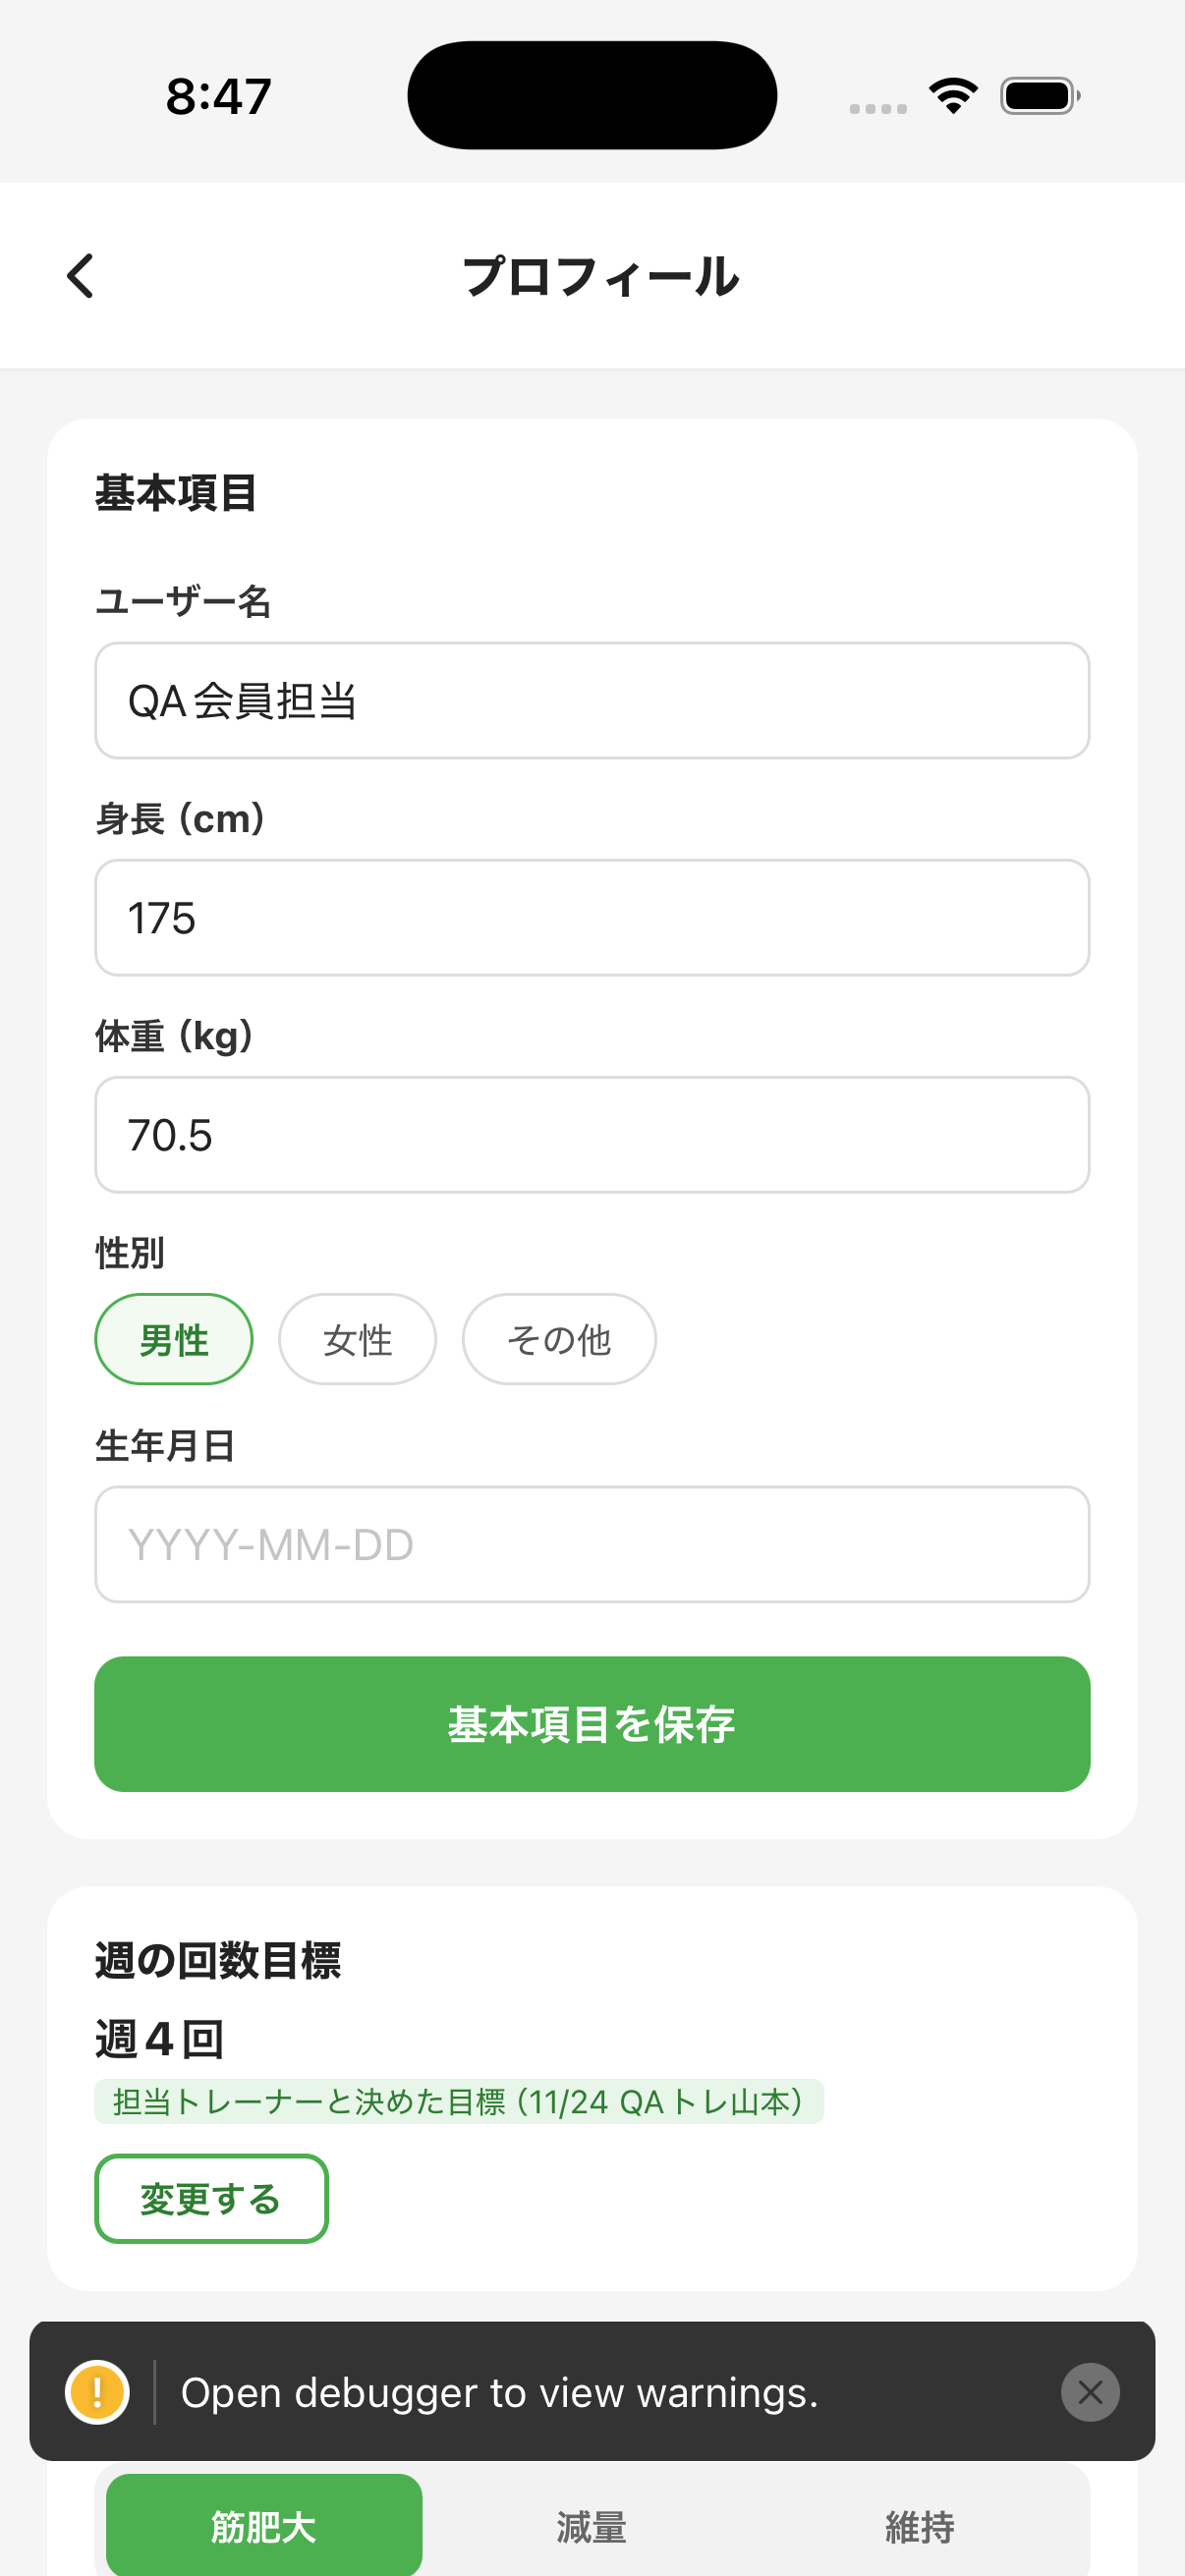 8:47
プロフィール
基本項目
ユーザー名
QA会員担当
身長（cm）
175
体重（kg）
70.5
性別
男性 女性 その他
生年月日
YYYY-MM-DD
基本項目を保存
週の回数目標
週4回
担当トレーナーと決めた目標（11/24 QAトレ山本）
変更する
! Open debugger to view warnings.
筋肥大 減量 維持